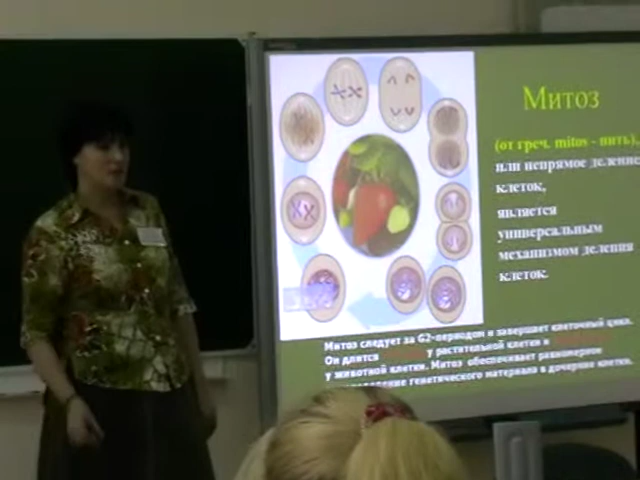 Митоз
(от греч. mitos - нить),
или непрямое деление
клеток,
является
универсальным
механизмом деления
клеток.
Митоз следует за G2-периодом и завершает клеточный цикл.
Он длится у растительной клетки и
у животной клетки. Митоз обеспечивает равномерное
генетического материала в дочерние клетки.